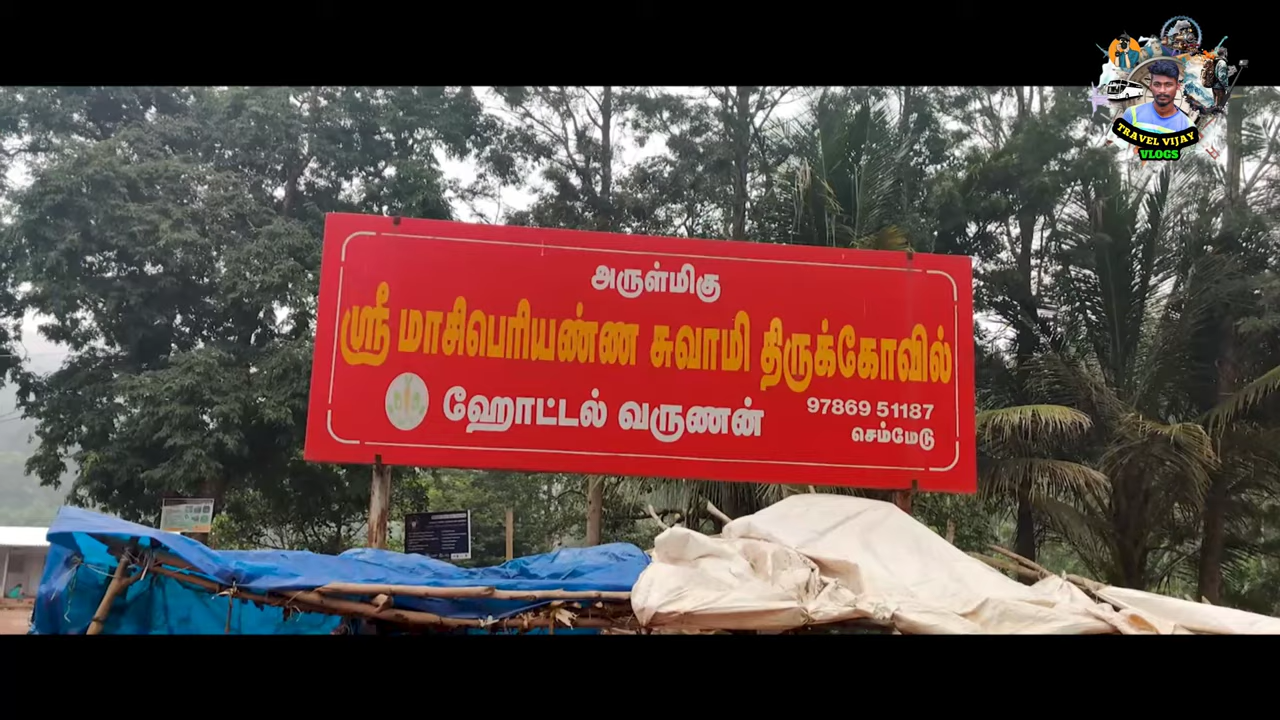 TRAVEL VIJAY
VLOGS
அருள்மிகு
ஸ்ரீ மாசிபெரியண்ண சுவாமி திருக்கோவில்
ஹோட்டல் வருணன்
97869 51187
செம்மேடு